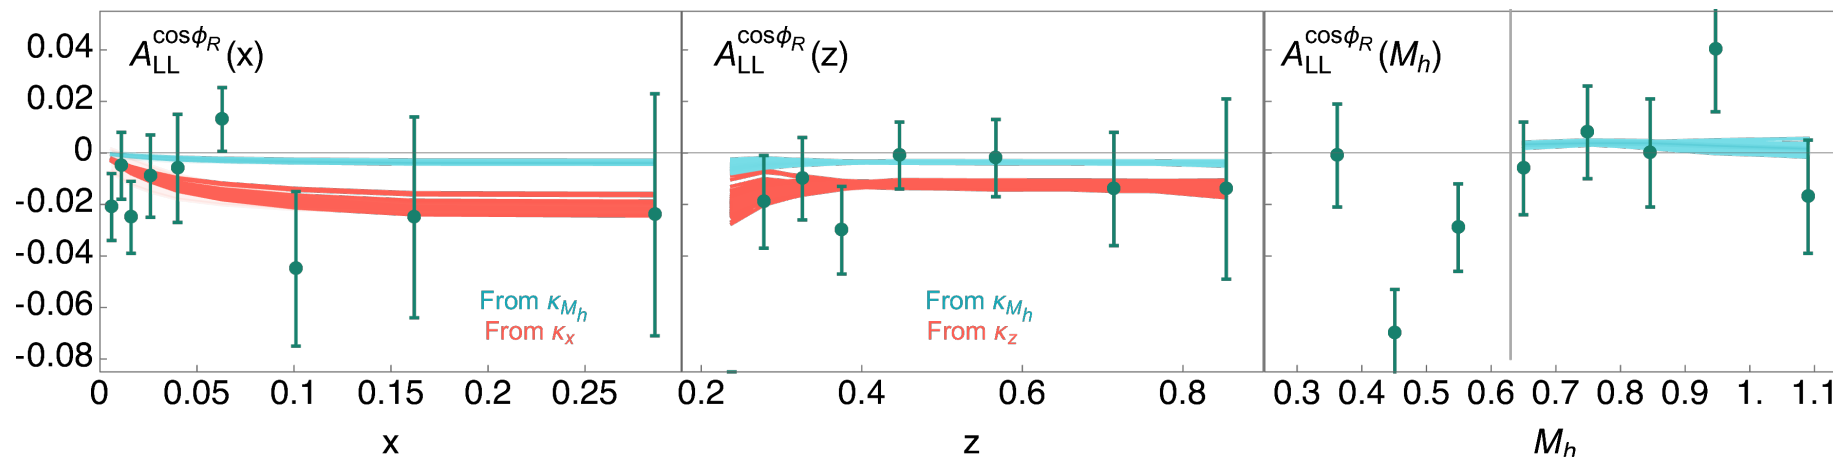 A_LL^cosϕ_R (x)
A_LL^cosϕ_R (z)
A_LL^cosϕ_R (M_h)
0.04
0.02
0
-0.02
-0.04
-0.06
-0.08
From κ_M_h
From κ_x
From κ_M_h
From κ_z
0 0.05 0.1 0.15 0.2 0.25
0.2 0.4 0.6 0.8
0.3 0.4 0.5 0.6 0.7 0.8 0.9 1. 1.1
x
z
M_h